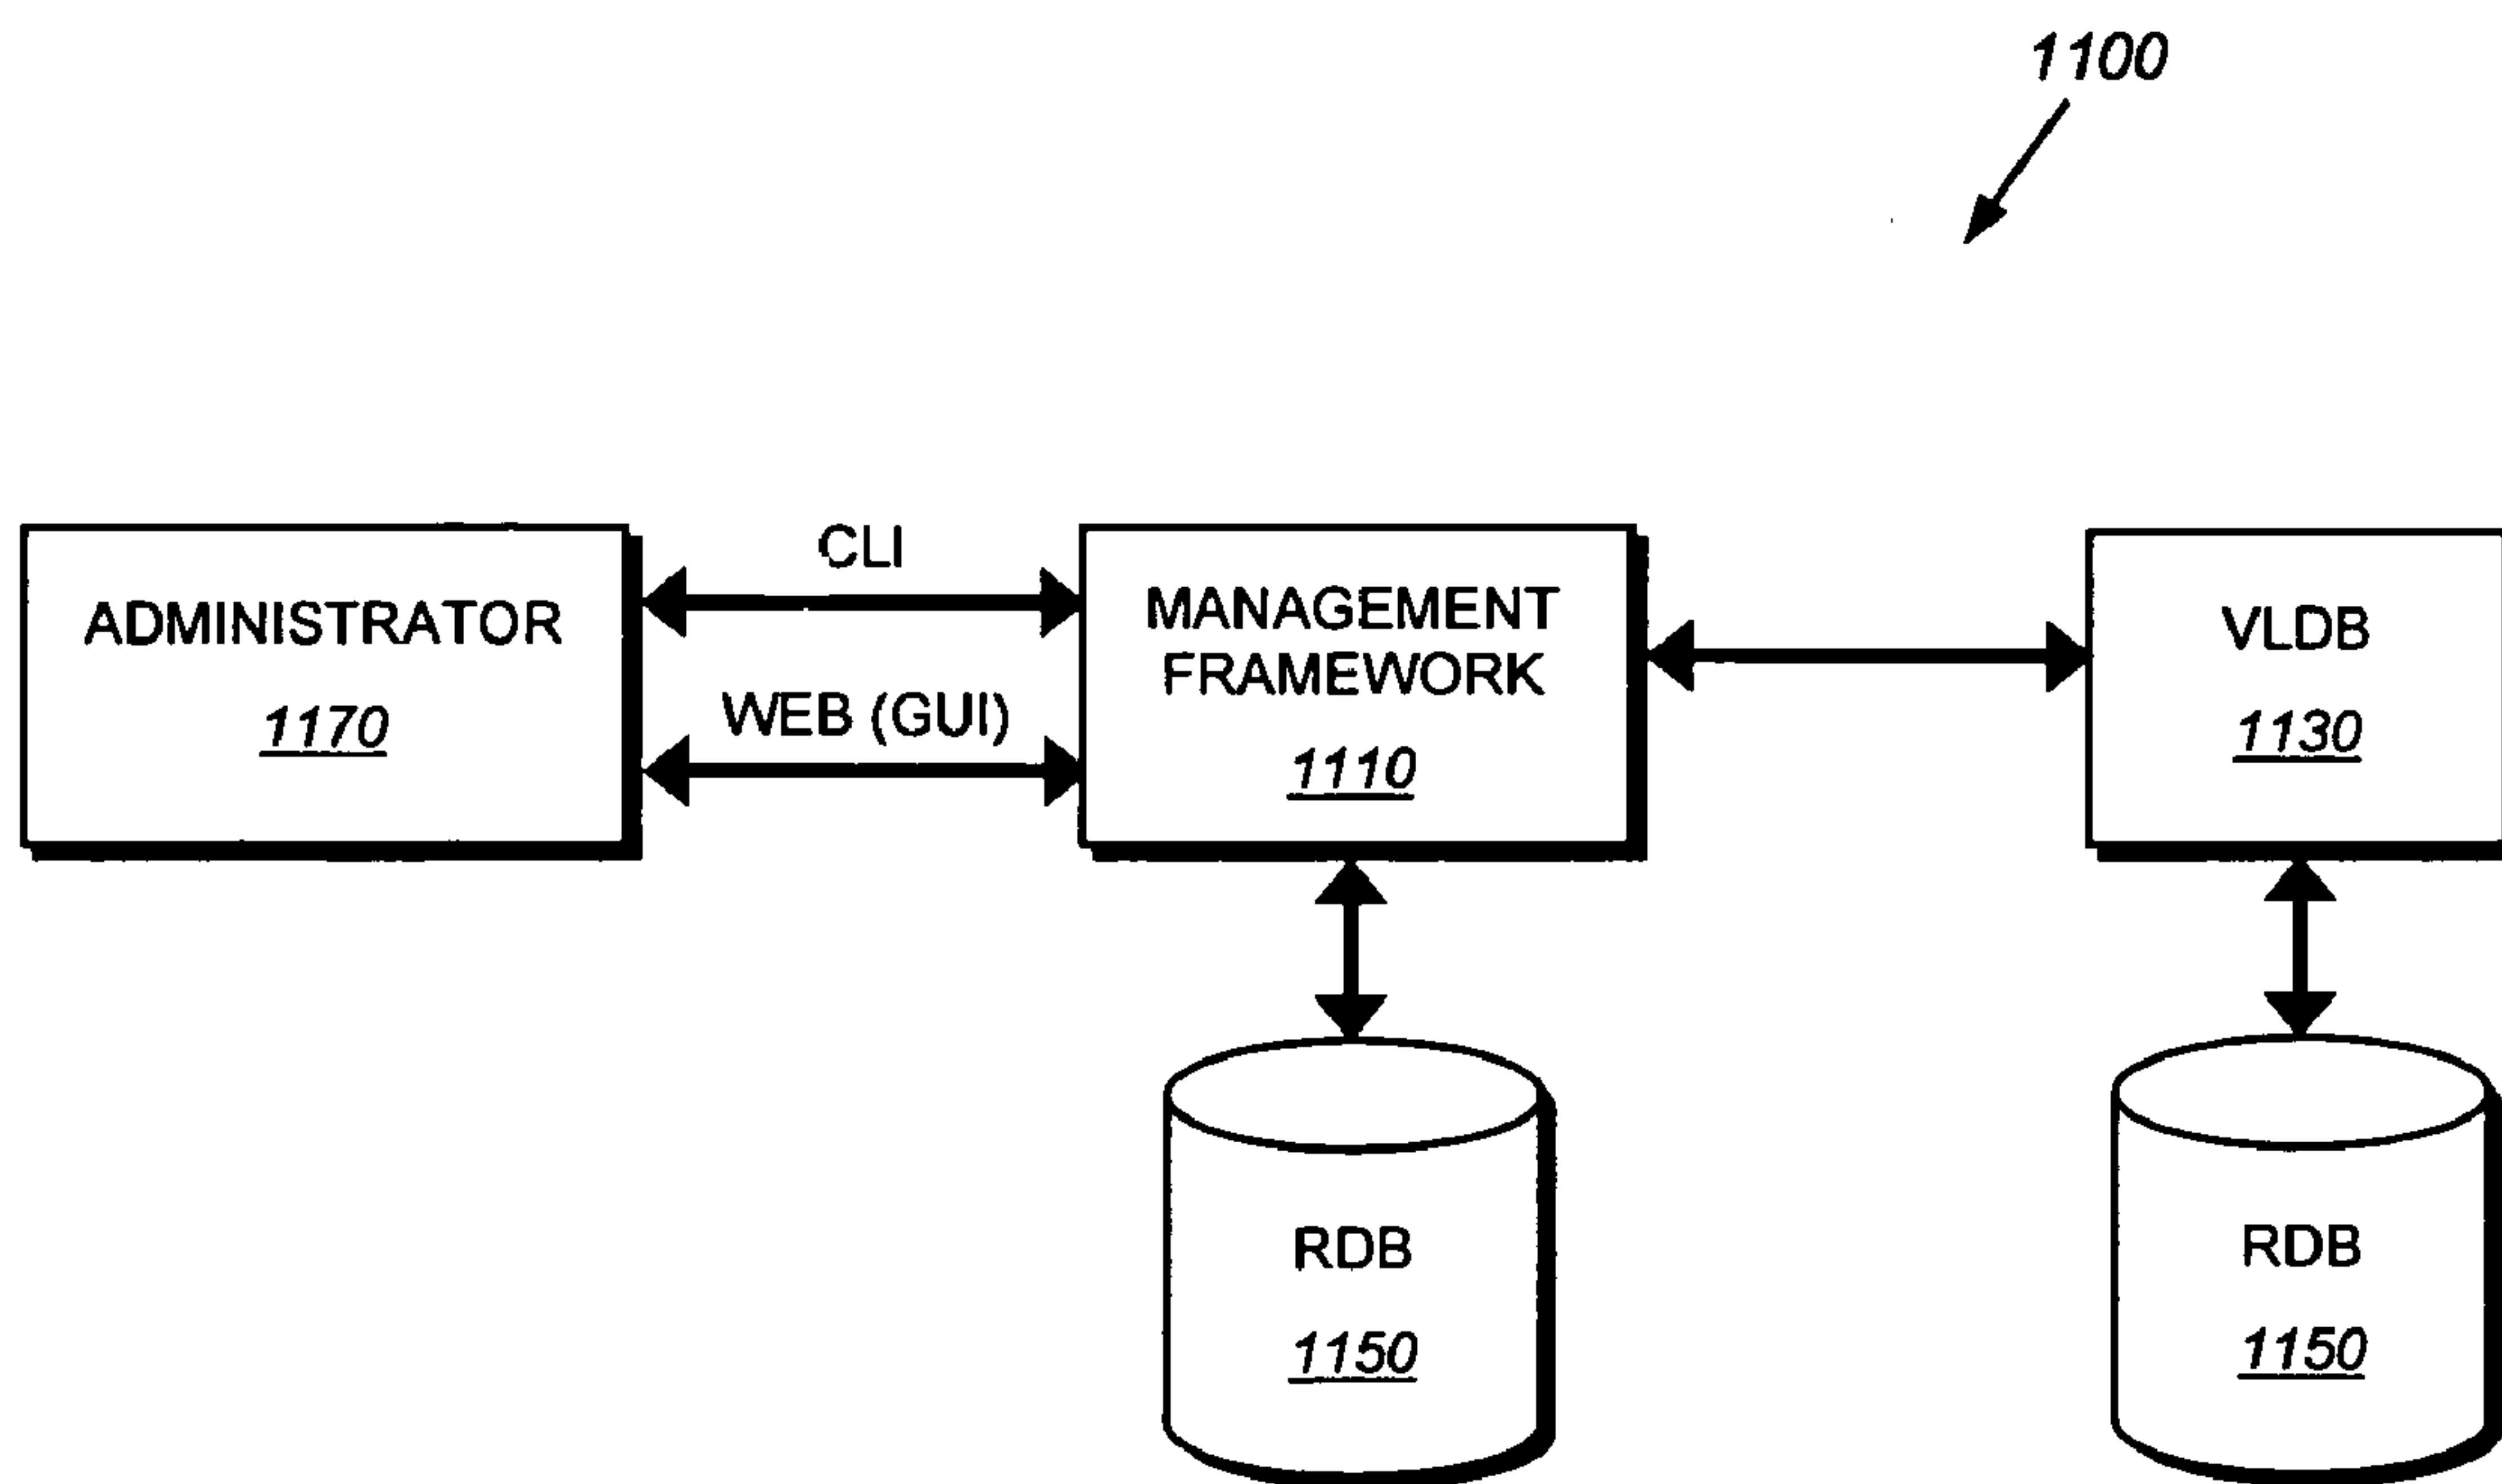 1100
ADMINISTRATOR
1170
CLI
WEB (GUI)
MANAGEMENT
FRAMEWORK
1110
VLDB
1130
RDB
1150
RDB
1150